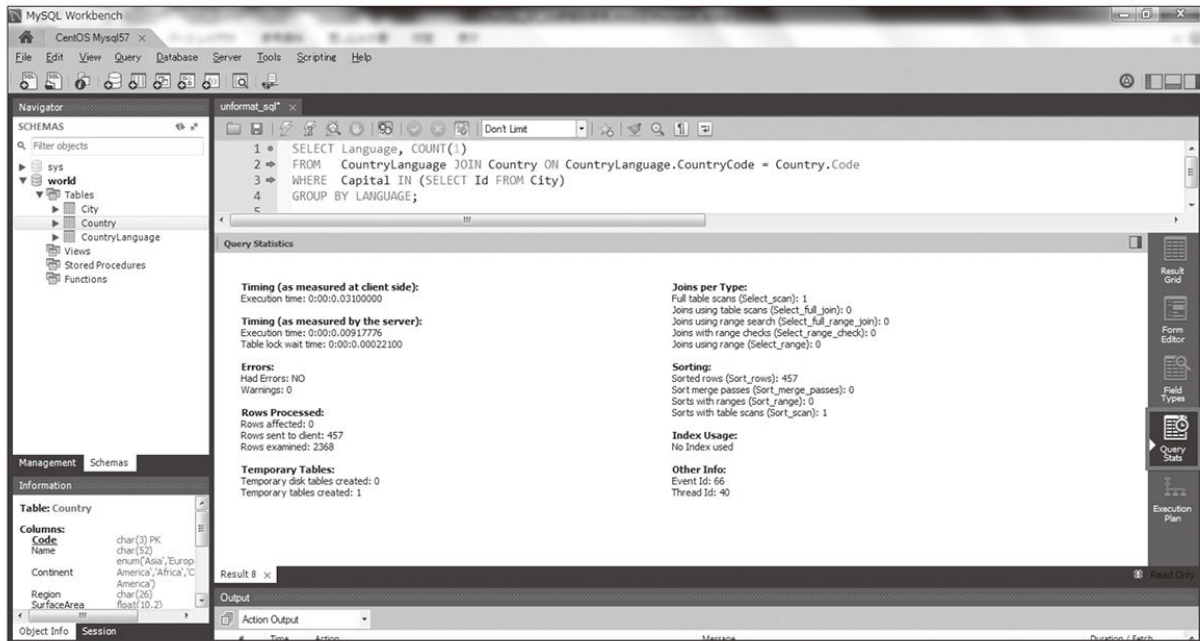 MySQL Workbench
CentOS Mysql57 ×
File Edit View Query Database Server Tools Scripting Help
Navigator
SCHEMAS
Filter objects
sys
world
Tables
City
Country
CountryLanguage
Views
Stored Procedures
Functions
Management Schemas
Information
Table: Country
Columns:
Code char(3) PK
Name char(52)
enum('Asia','Europ
Continent America','Africa','C
America')
Region char(26)
SurfaceArea float(10,2)
Object Info Session
unformat_sql* ×
Don't Limit
1 SELECT Language, COUNT(1)
2 FROM CountryLanguage JOIN Country ON CountryLanguage.CountryCode = Country.Code
3 WHERE Capital IN (SELECT Id FROM City)
4 GROUP BY LANGUAGE;
5
Query Statistics
Timing (as measured at client side):
Execution time: 0:00:0.03100000
Timing (as measured by the server):
Execution time: 0:00:0.00917776
Table lock wait time: 0:00:0.00022100
Errors:
Had Errors: NO
Warnings: 0
Rows Processed:
Rows affected: 0
Rows sent to client: 457
Rows examined: 2368
Temporary Tables:
Temporary disk tables created: 0
Temporary tables created: 1
Joins per Type:
Full table scans (Select_scan): 1
Joins using table scans (Select_full_join): 0
Joins using range search (Select_full_range_join): 0
Joins with range checks (Select_range_check): 0
Joins using range (Select_range): 0
Sorting:
Sorted rows (Sort_rows): 457
Sort merge passes (Sort_merge_passes): 0
Sorts with ranges (Sort_range): 0
Sorts with table scans (Sort_scan): 1
Index Usage:
No Index used
Other Info:
Event Id: 66
Thread Id: 40
Result
Grid
Form
Editor
Field
Types
Query
Stats
Execution
Plan
Result 8 ×
Read Only
Output
Action Output
# Time Action Message Duration / Fetch